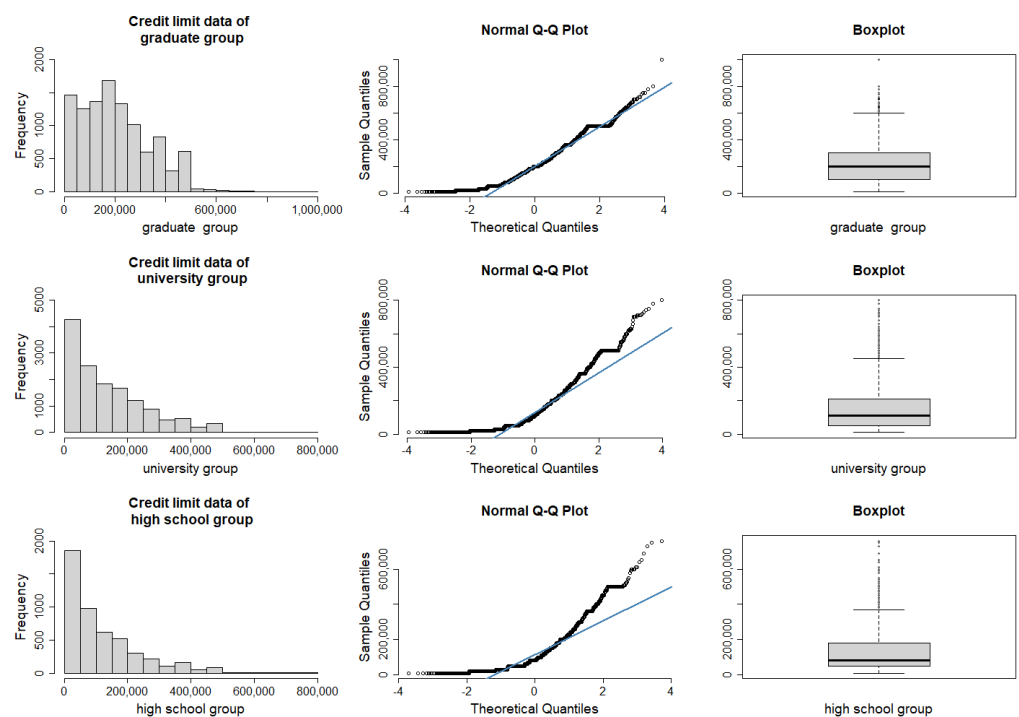 Credit limit data of
graduate group
Frequency
0 500 1000 2000
0 200,000 600,000 1,000,000
graduate group
Normal Q-Q Plot
Sample Quantiles
0 400,000 800,000
-4 -2 0 2 4
Theoretical Quantiles
Boxplot
0 400,000 800,000
graduate group
Credit limit data of
university group
Frequency
0 1000 3000 5000
0 200,000 400,000 600,000 800,000
university group
Normal Q-Q Plot
Sample Quantiles
0 400,000 800,000
-4 -2 0 2 4
Theoretical Quantiles
Boxplot
0 400,000 800,000
university group
Credit limit data of
high school group
Frequency
0 500 1000 2000
0 200,000 400,000 600,000 800,000
high school group
Normal Q-Q Plot
Sample Quantiles
0 200,000 600,000
-4 -2 0 2 4
Theoretical Quantiles
Boxplot
0 200,000 600,000
high school group